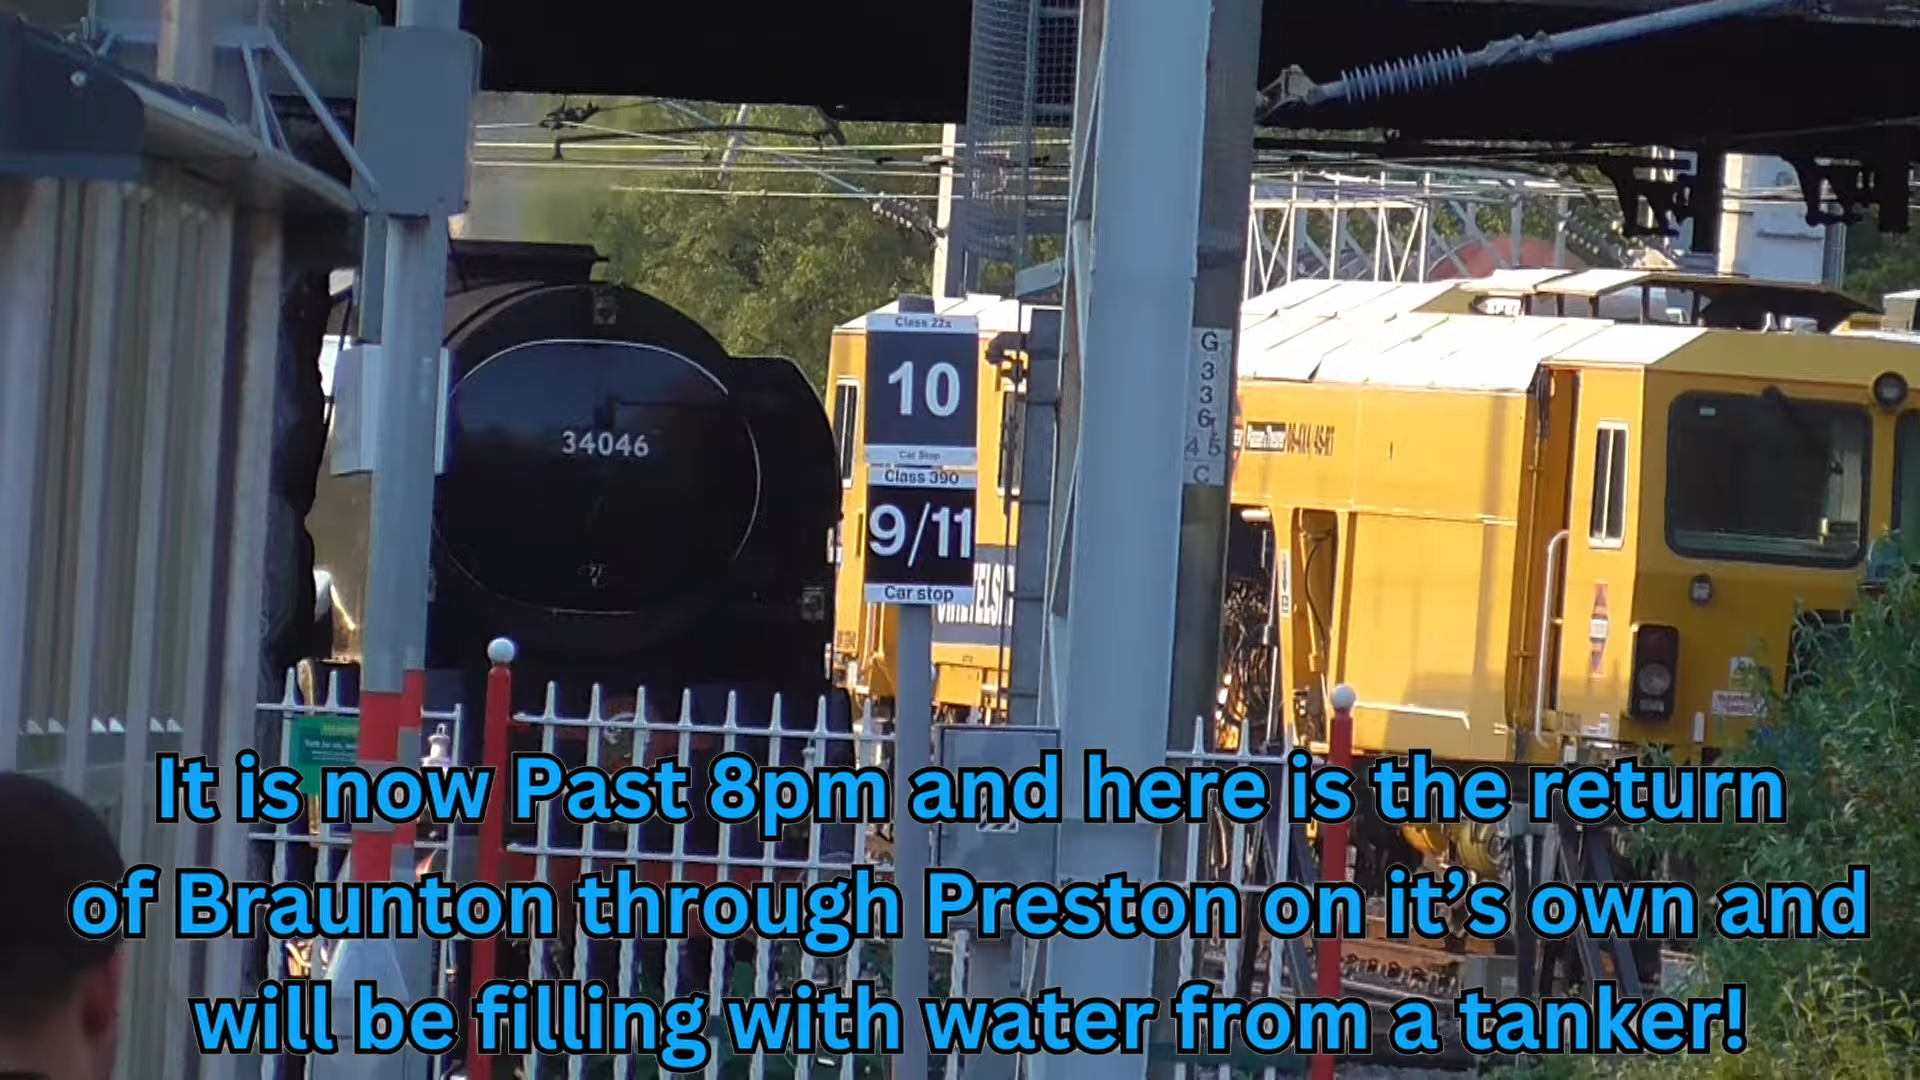 34046
Class 22x
10
Car Stop
Class 390
9/11
Car stop
G
3
3
6
45
C
It is now Past 8pm and here is the return
of Braunton through Preston on it’s own and
will be filling with water from a tanker!